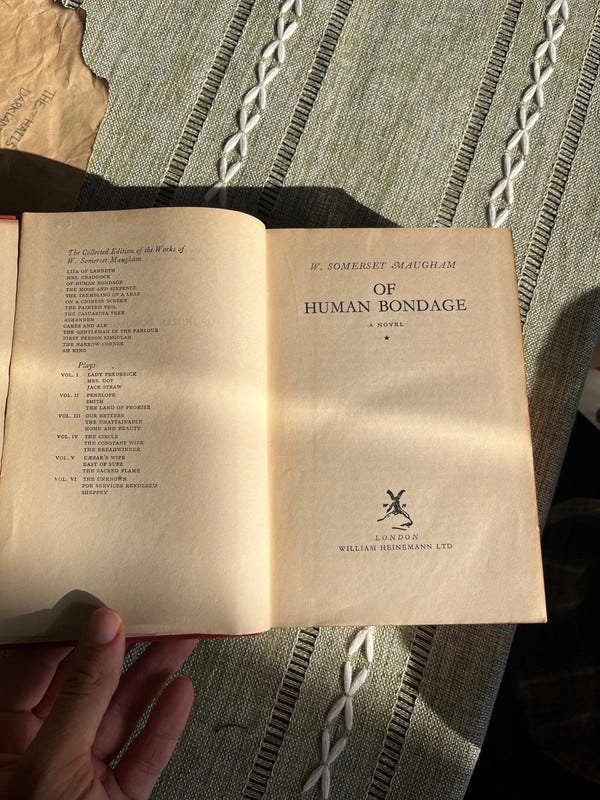 THE HALLS
The Collected Edition of the Works of
W. Somerset Maugham
LIZA OF LAMBETH
MRS. CRADDOCK
OF HUMAN BONDAGE
THE MOON AND SIXPENCE
THE TREMBLING OF A LEAF
ON A CHINESE SCREEN
THE PAINTED VEIL
THE CASUARINA TREE
ASHENDEN
CAKES AND ALE
THE GENTLEMAN IN THE PARLOUR
FIRST PERSON SINGULAR
THE NARROW CORNER
AH KING
Plays
VOL. I LADY FREDERICK
MRS. DOT
JACK STRAW
VOL. II PENELOPE
SMITH
THE LAND OF PROMISE
VOL. III OUR BETTERS
THE UNATTAINABLE
HOME AND BEAUTY
VOL. IV THE CIRCLE
THE CONSTANT WIFE
THE BREADWINNER
VOL. V CÆSAR'S WIFE
EAST OF SUEZ
THE SACRED FLAME
VOL. VI THE UNKNOWN
FOR SERVICES RENDERED
SHEPPEY
W. SOMERSET MAUGHAM
OF
HUMAN BONDAGE
A NOVEL
★
LONDON
WILLIAM HEINEMANN LTD